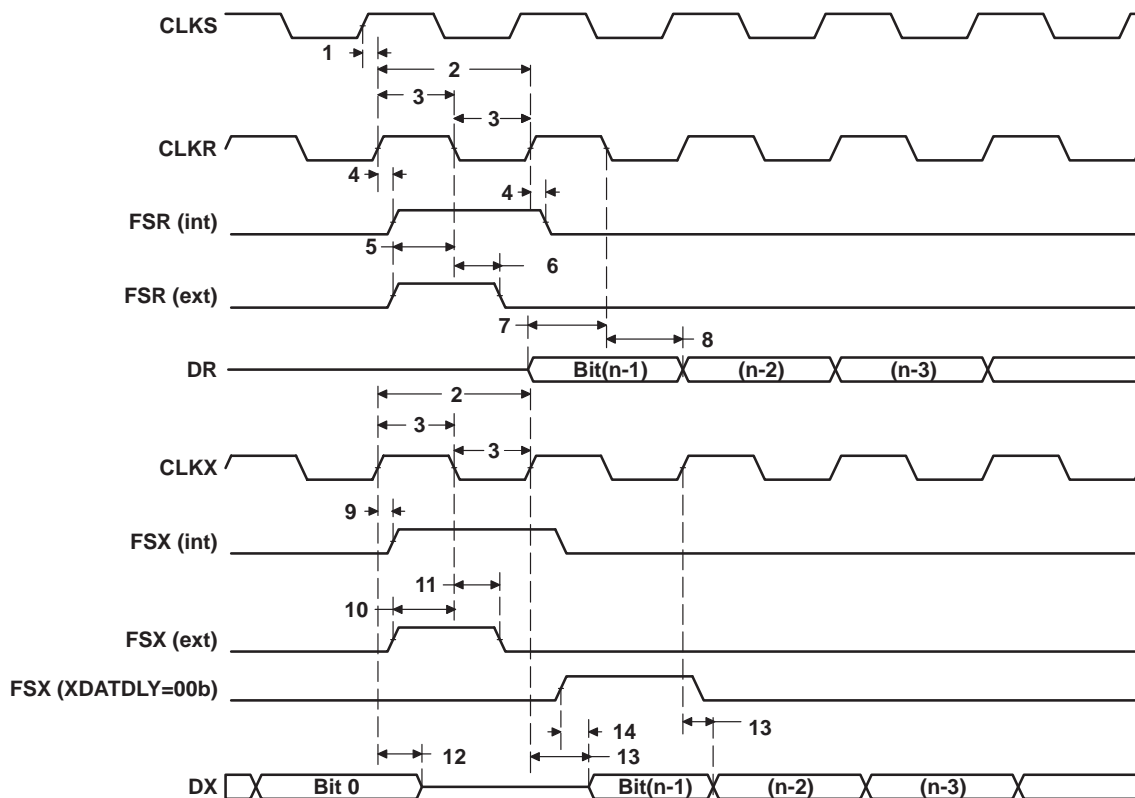 CLKS
1
2
3
3
CLKR
4
4
FSR (int)
5
6
FSR (ext)
7
8
DR
Bit(n-1) (n-2) (n-3)
2
3
3
CLKX
9
FSX (int)
11
10
FSX (ext)
FSX (XDATDLY=00b)
14
13
12
13
DX
Bit 0 Bit(n-1) (n-2) (n-3)